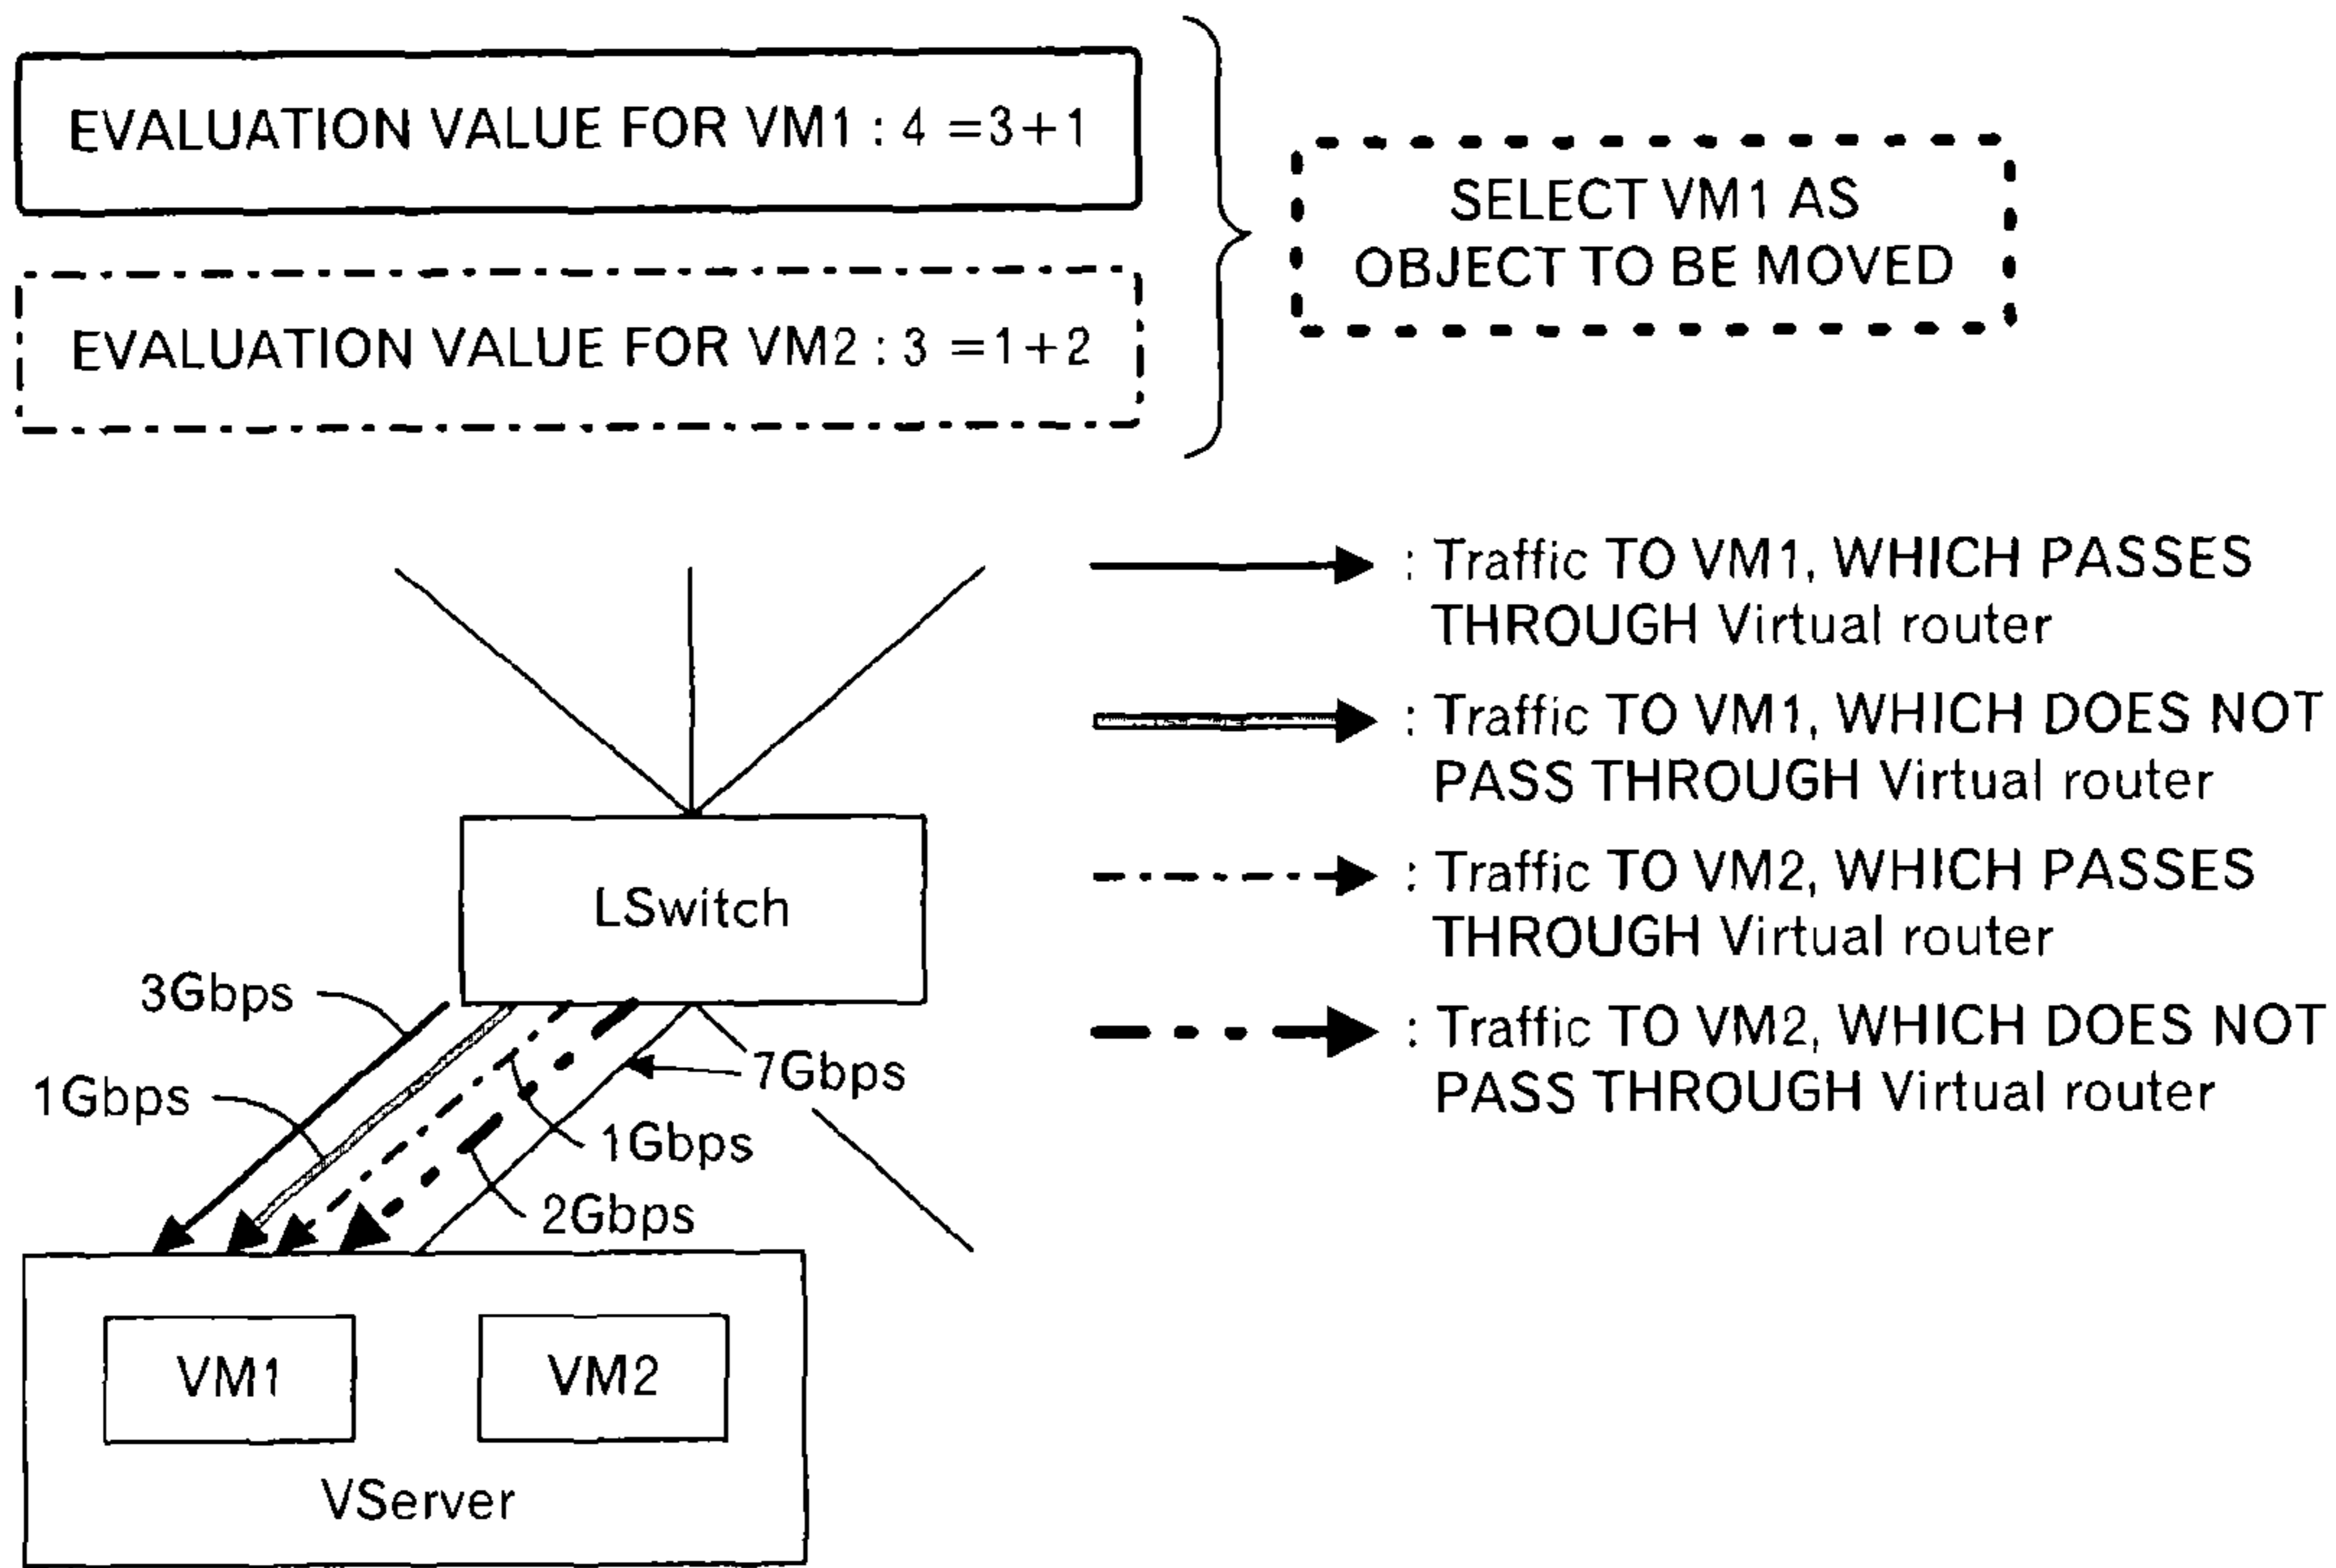 EVALUATION VALUE FOR VM1 : 4 =3+1
EVALUATION VALUE FOR VM2 : 3 =1+2
SELECT VM1 AS
OBJECT TO BE MOVED
: Traffic TO VM1, WHICH PASSES
THROUGH Virtual router
: Traffic TO VM1, WHICH DOES NOT
PASS THROUGH Virtual router
: Traffic TO VM2, WHICH PASSES
THROUGH Virtual router
: Traffic TO VM2, WHICH DOES NOT
PASS THROUGH Virtual router
LSwitch
3Gbps
7Gbps
1Gbps
1Gbps
2Gbps
VM1
VM2
VServer